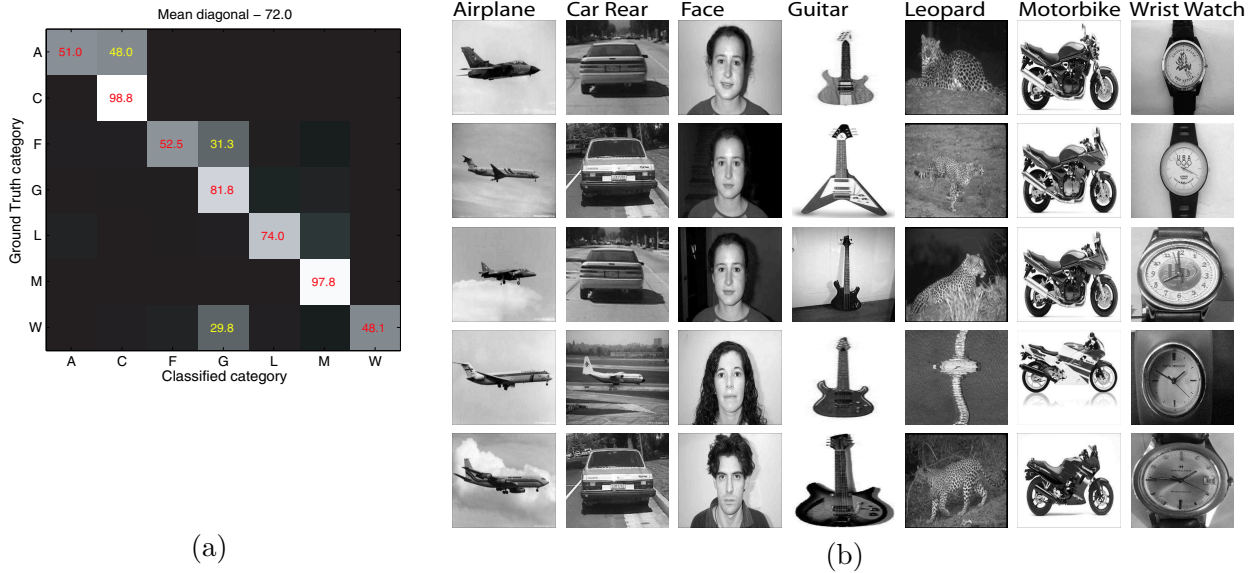 Mean diagonal – 72.0
Ground Truth category
A
C
F
G
L
M
W
51.0 48.0
98.8
52.5 31.3
81.8
74.0
97.8
29.8 48.1
A C F G L M W
Classified category
(a)
Airplane Car Rear Face Guitar Leopard Motorbike Wrist Watch
UBA
(b)